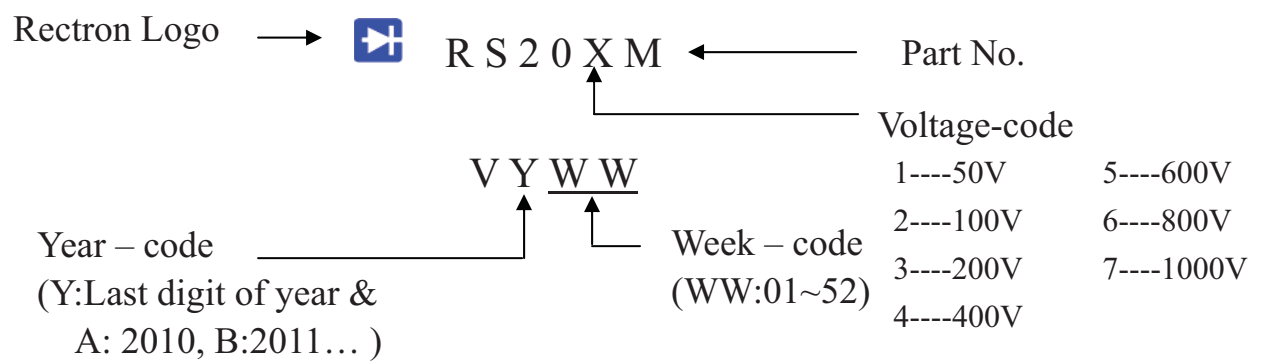 Rectron Logo
R S 2 0 X M
Part No.
Voltage-code
1----50V 5----600V
2----100V 6----800V
3----200V 7----1000V
4----400V
V Y W W
Year – code
(Y:Last digit of year &
A: 2010, B:2011… )
Week – code
(WW:01~52)